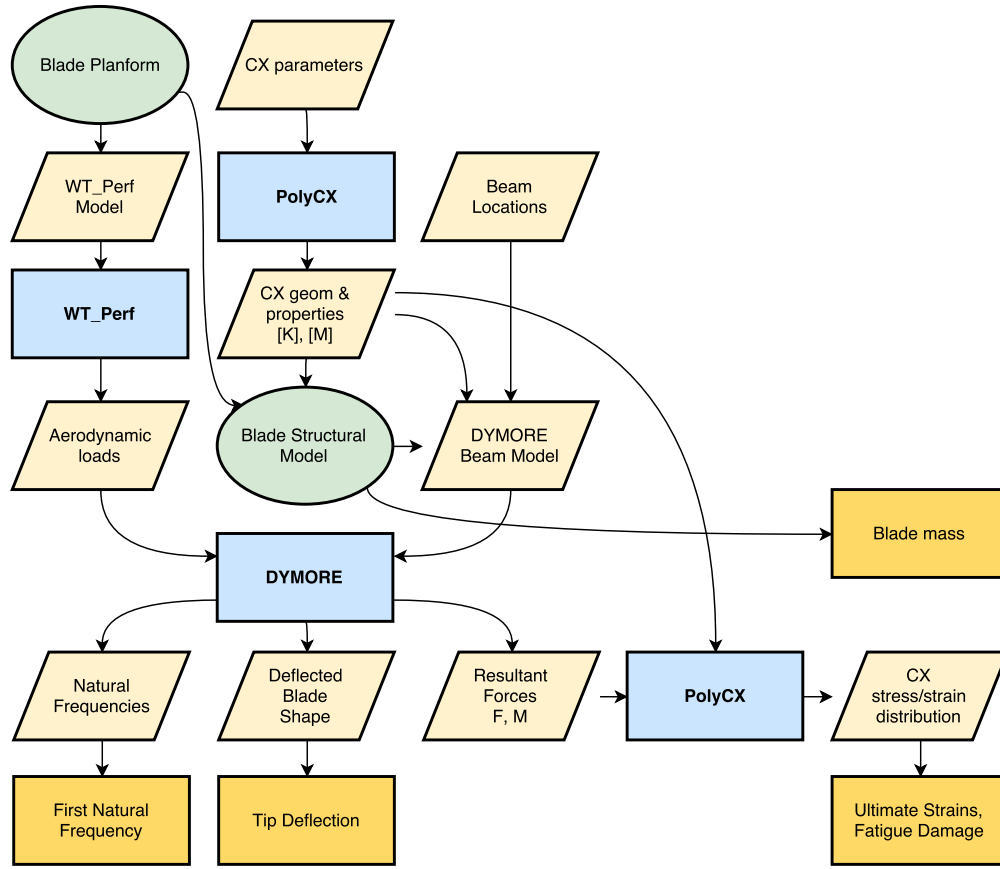 Blade Planform
CX parameters
WT_Perf
Model
PolyCX
Beam
Locations
WT_Perf
CX geom &
properties
[K], [M]
Aerodynamic
loads
Blade Structural
Model
DYMORE
Beam Model
Blade mass
DYMORE
Natural
Frequencies
Deflected
Blade
Shape
Resultant
Forces
F, M
PolyCX
CX
stress/strain
distribution
First Natural
Frequency
Tip Deflection
Ultimate Strains,
Fatigue Damage